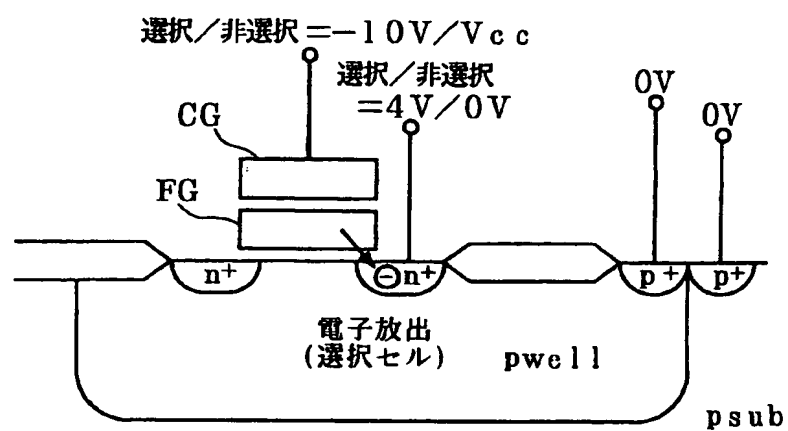 選択／非選択＝－１０Ｖ／Ｖｃｃ
選択／非選択
＝４Ｖ／０Ｖ
0V
0V
CG
FG
n+
⊖n+
p+
p+
電子放出
(選択セル)
pwell
psub